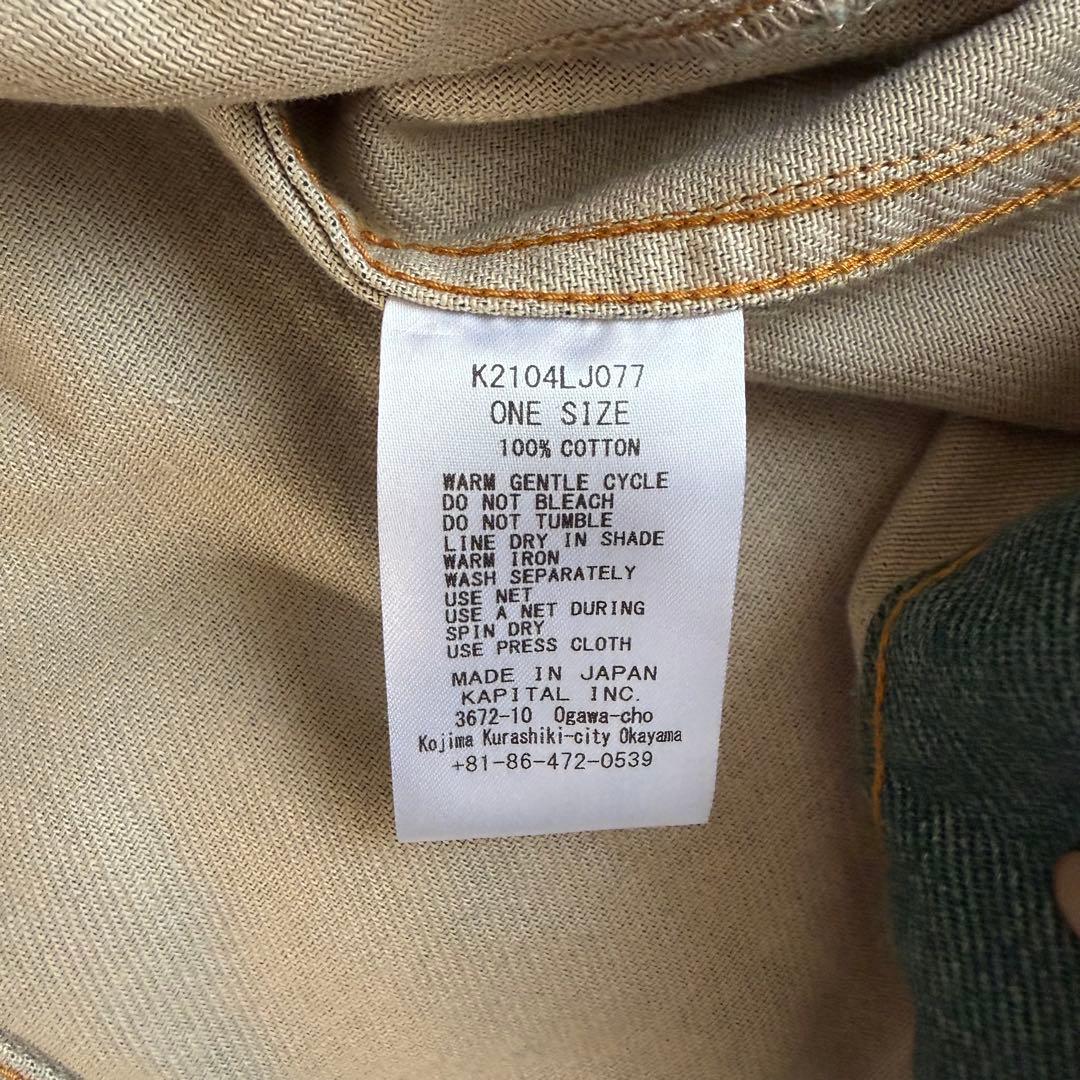 K2104LJ077
ONE SIZE
100% COTTON
WARM GENTLE CYCLE
DO NOT BLEACH
DO NOT TUMBLE
LINE DRY IN SHADE
WARM IRON
WASH SEPARATELY
USE NET
USE A NET DURING
SPIN DRY
USE PRESS CLOTH
MADE IN JAPAN
KAPITAL INC.
3672-10 Ogawa-cho
Kojima Kurashiki-city Okayama
+81-86-472-0539